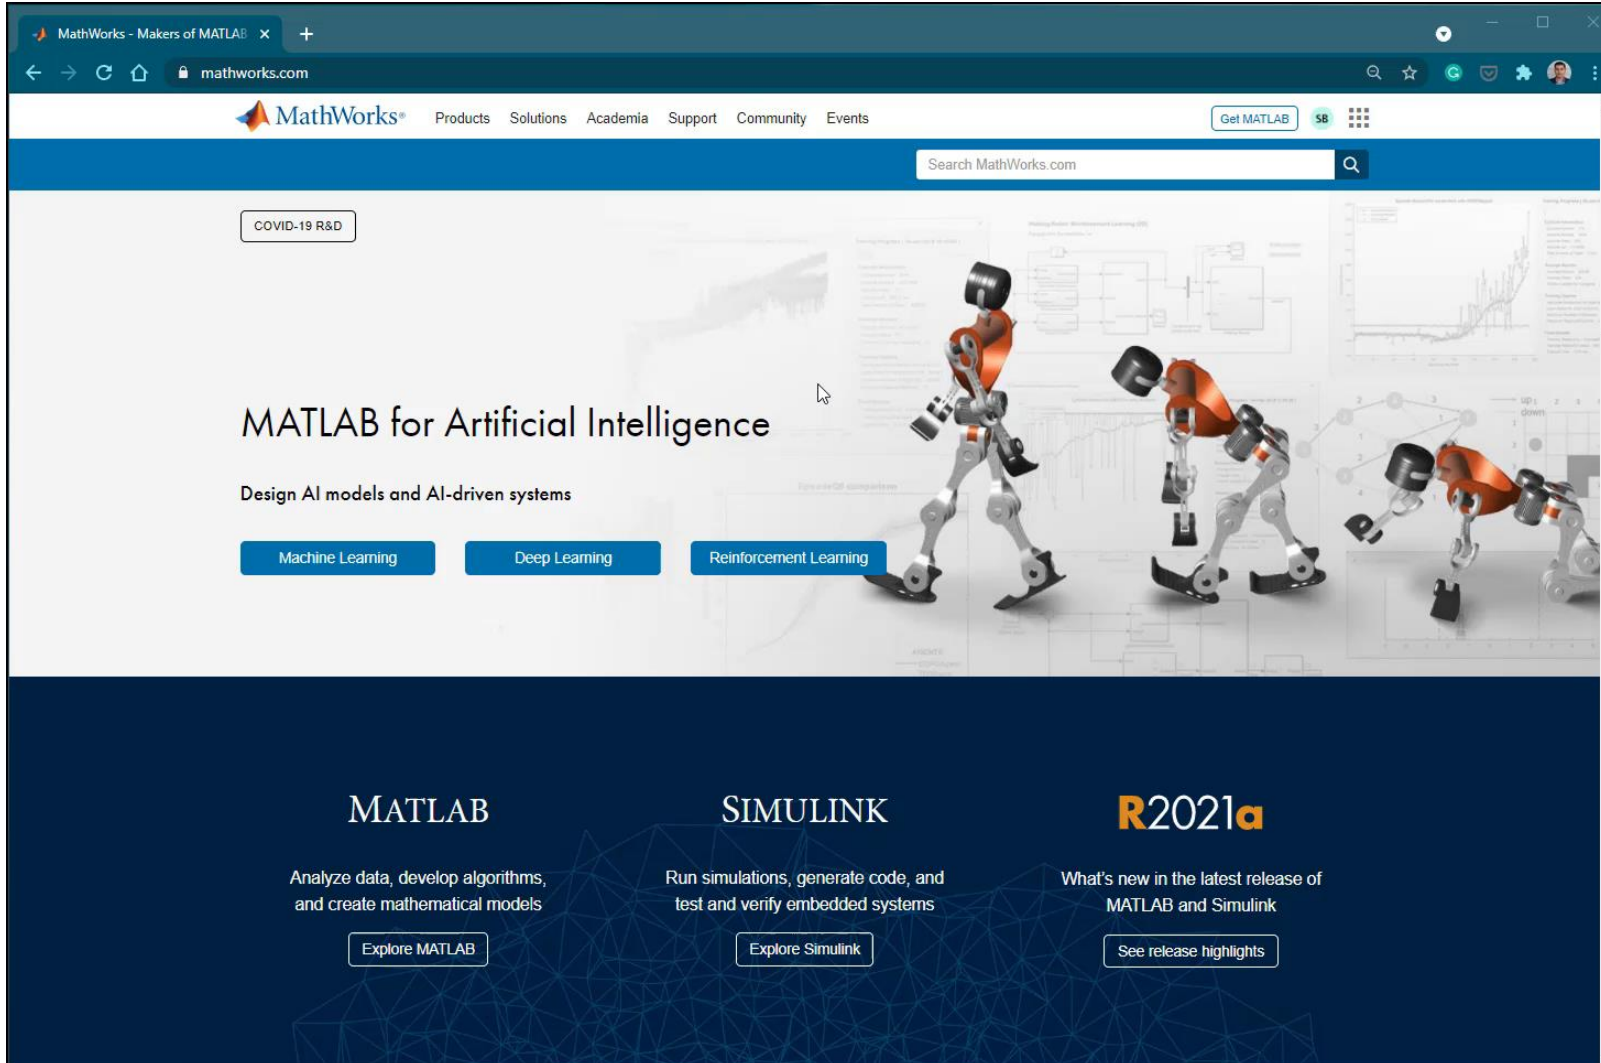 MathWorks - Makers of MATLAB
mathworks.com
MathWorks®
Products Solutions Academia Support Community Events
Get MATLAB SB
Search MathWorks.com
COVID-19 R&D
MATLAB for Artificial Intelligence
Design AI models and AI-driven systems
Machine Learning Deep Learning Reinforcement Learning
up
down
MATLAB
Analyze data, develop algorithms,
and create mathematical models
Explore MATLAB
SIMULINK
Run simulations, generate code, and
test and verify embedded systems
Explore Simulink
R2021a
What's new in the latest release of
MATLAB and Simulink
See release highlights